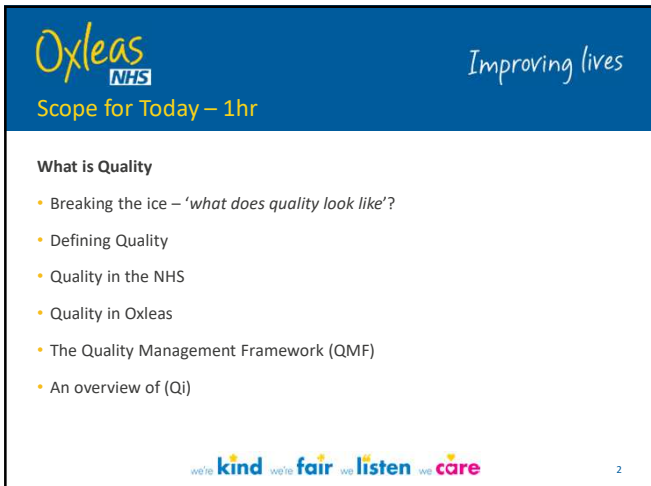 Oxleas
NHS
Improving lives
Scope for Today – 1hr
What is Quality
• Breaking the ice – ‘what does quality look like’?
• Defining Quality
• Quality in the NHS
• Quality in Oxleas
• The Quality Management Framework (QMF)
• An overview of (Qi)
we're kind we're fair we listen we care
2